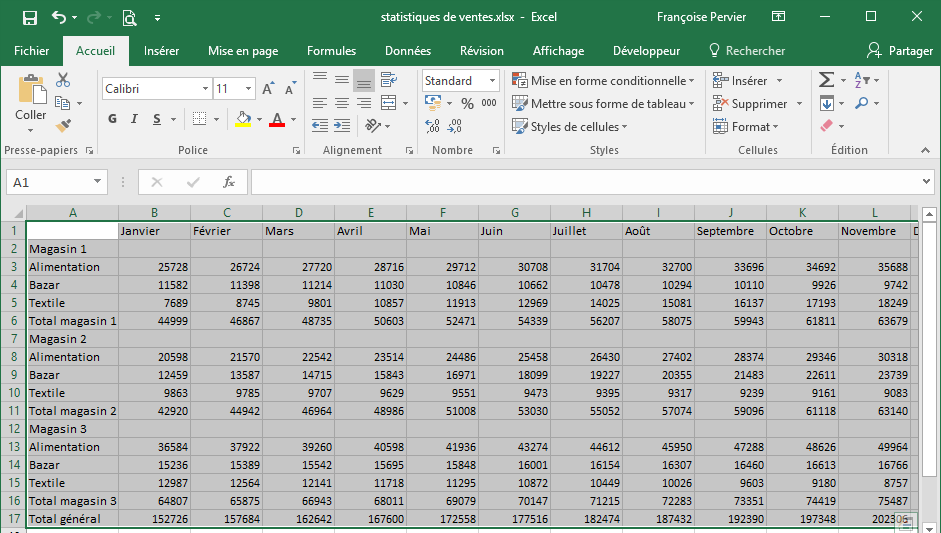 statistiques de ventes.xlsx - Excel Françoise Pervier
Fichier Accueil Insérer Mise en page Formules Données Révision Affichage Développeur Rechercher Partager
Coller
Calibri 11
G I S
A A
A
Standard
% 000
Mise en forme conditionnelle
Mettre sous forme de tableau
Styles de cellules
Insérer
Supprimer
Format
Presse-papiers Police Alignement Nombre Styles Cellules Édition
A1 fx
A B C D E F G H I J K L
1 Janvier Février Mars Avril Mai Juin Juillet Août Septembre Octobre Novembre D
2 Magasin 1
3 Alimentation 25728 26724 27720 28716 29712 30708 31704 32700 33696 34692 35688
4 Bazar 11582 11398 11214 11030 10846 10662 10478 10294 10110 9926 9742
5 Textile 7689 8745 9801 10857 11913 12969 14025 15081 16137 17193 18249
6 Total magasin 1 44999 46867 48735 50603 52471 54339 56207 58075 59943 61811 63679
7 Magasin 2
8 Alimentation 20598 21570 22542 23514 24486 25458 26430 27402 28374 29346 30318
9 Bazar 12459 13587 14715 15843 16971 18099 19227 20355 21483 22611 23739
10 Textile 9863 9785 9707 9629 9551 9473 9395 9317 9239 9161 9083
11 Total magasin 2 42920 44942 46964 48986 51008 53030 55052 57074 59096 61118 63140
12 Magasin 3
13 Alimentation 36584 37922 39260 40598 41936 43274 44612 45950 47288 48626 49964
14 Bazar 15236 15389 15542 15695 15848 16001 16154 16307 16460 16613 16766
15 Textile 12987 12564 12141 11718 11295 10872 10449 10026 9603 9180 8757
16 Total magasin 3 64807 65875 66943 68011 69079 70147 71215 72283 73351 74419 75487
17 Total général 152726 157684 162642 167600 172558 177516 182474 187432 192390 197348 202306